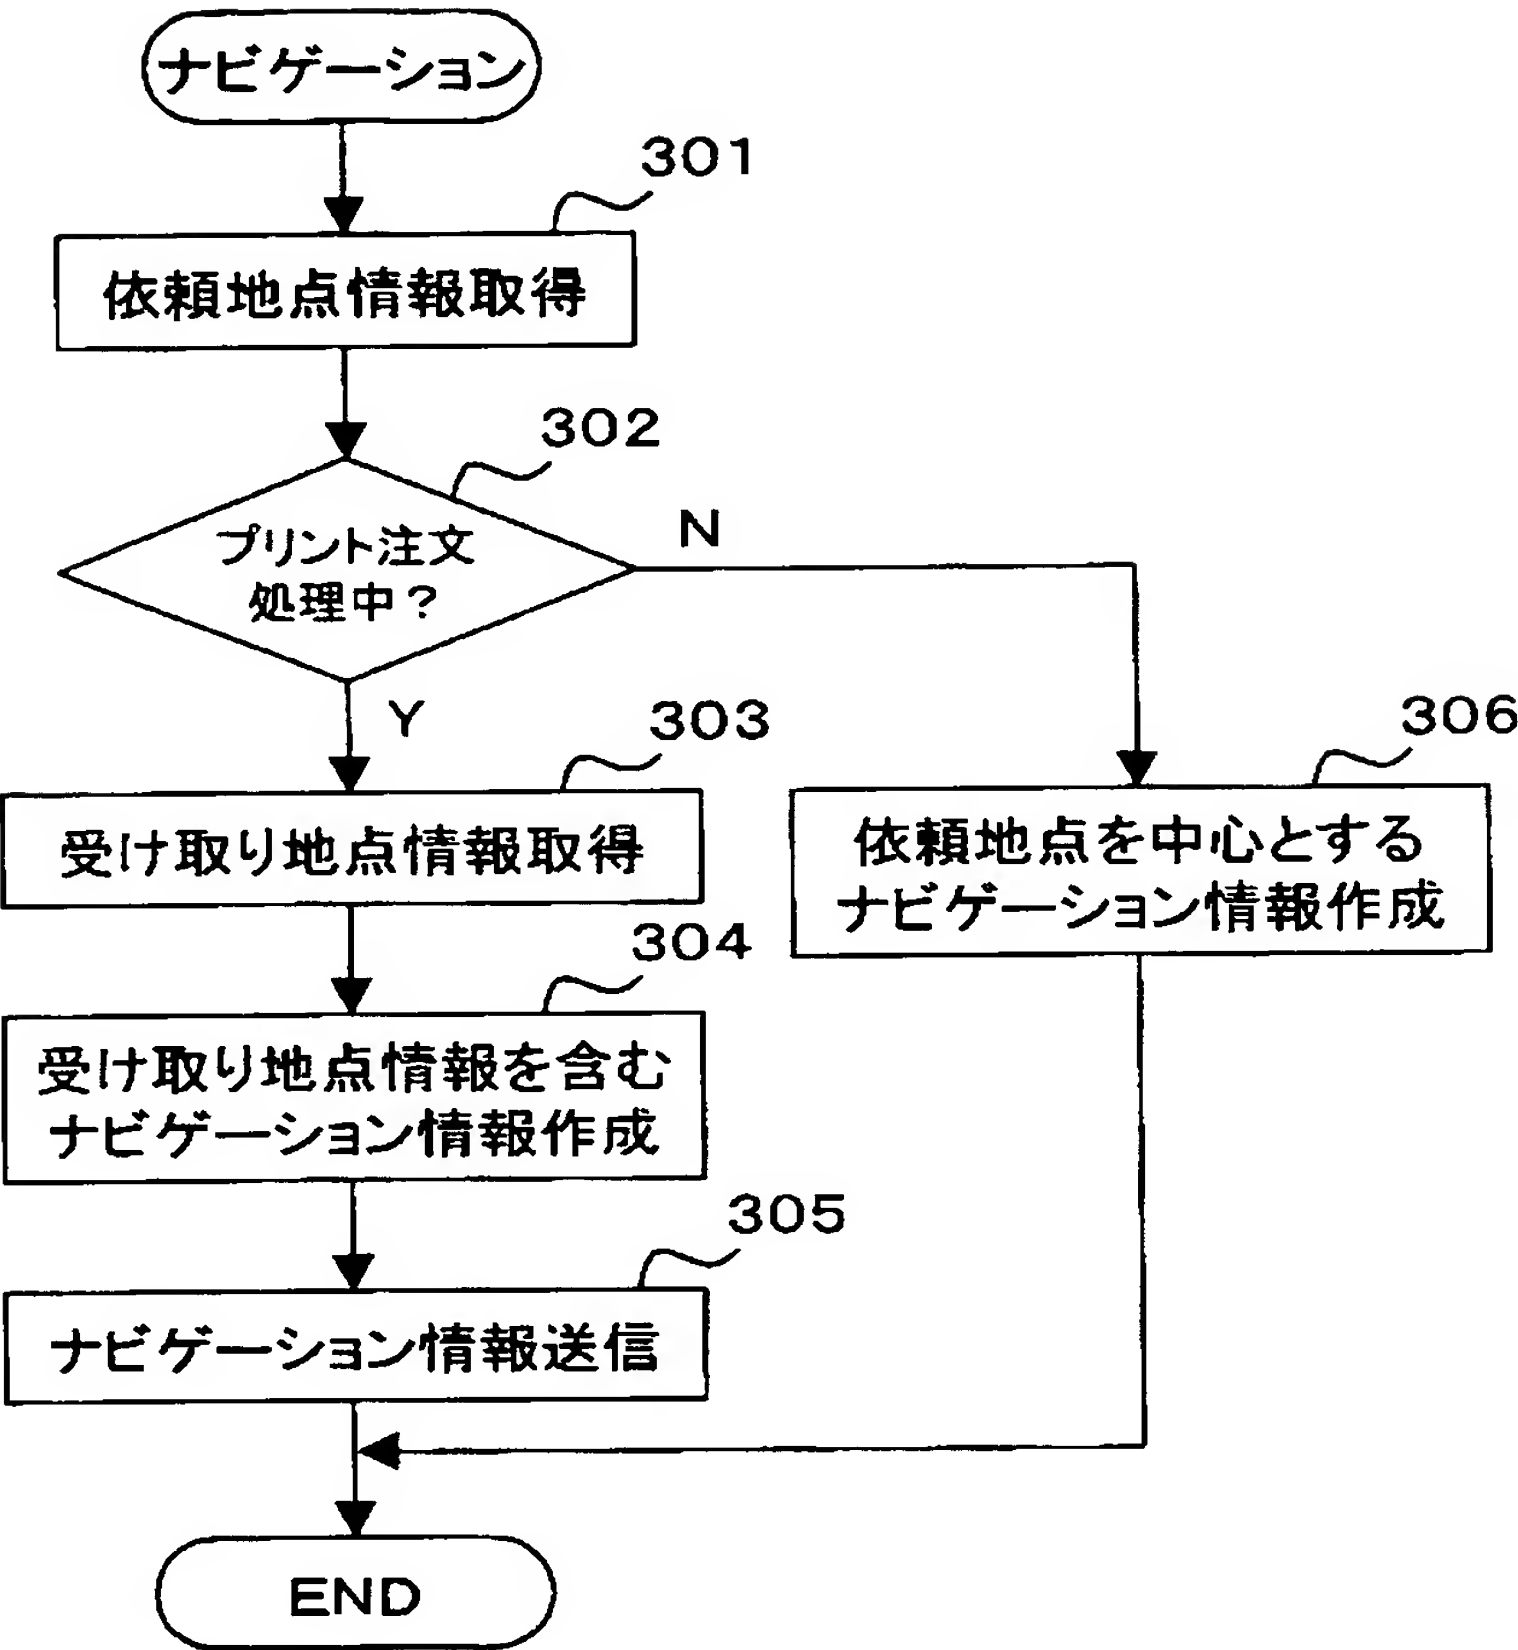 ナビゲーション
301
依頼地点情報取得
302
プリント注文
処理中?
N
Y
303
受け取り地点情報取得
306
依頼地点を中心とする
ナビゲーション情報作成
304
受け取り地点情報を含む
ナビゲーション情報作成
305
ナビゲーション情報送信
END